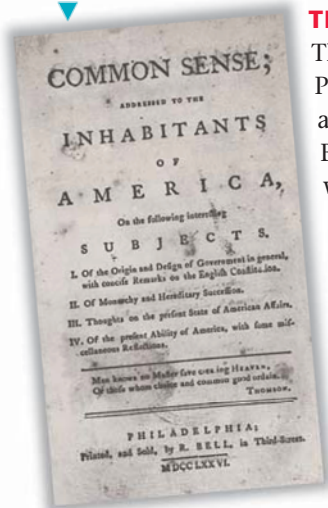 COMMON SENSE;
ADDRESSED TO THE
INHABITANTS
OF
AMERICA,
On the following interesting
SUBJECTS.
I. Of the Origin and Design of Government in general,
with concise Remarks on the English Constitution.
II. Of Monarchy and Hereditary Succession.
III. Thoughts on the present State of American Affairs.
IV. Of the present Ability of America, with some mis-
cellaneous Reflections.
Man knows no Master save creating HEAVEN,
Or those whom choice and common good ordain.
THOMSON.
PHILADELPHIA;
Printed, and Sold, by R. BELL, in Third-Street.
MDCCLXXVI.